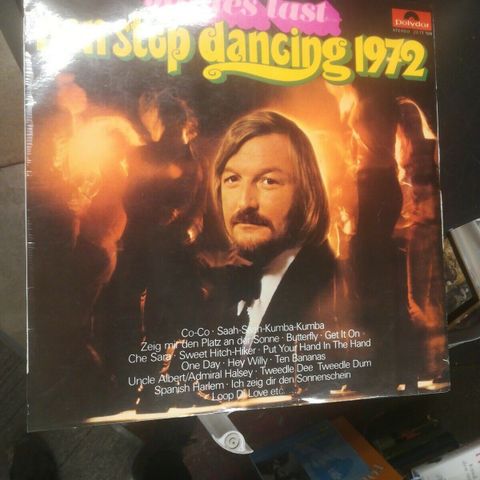 last
non stop dancing 1972
polydor
STEREO
Co-Co · Saah-Saah-Kumba-Kumba
Zeig mir den Platz an der Sonne · Butterfly · Get It On
Che Sara · Sweet Hitch-Hiker · Put Your Hand In The Hand
One Day · Hey Willy · Ten Bananas
Uncle Albert/Admiral Halsey · Tweedle Dee Tweedle Dum
Spanish Harlem · Ich zeig dir den Sonnenschein
Loop Di Love etc.